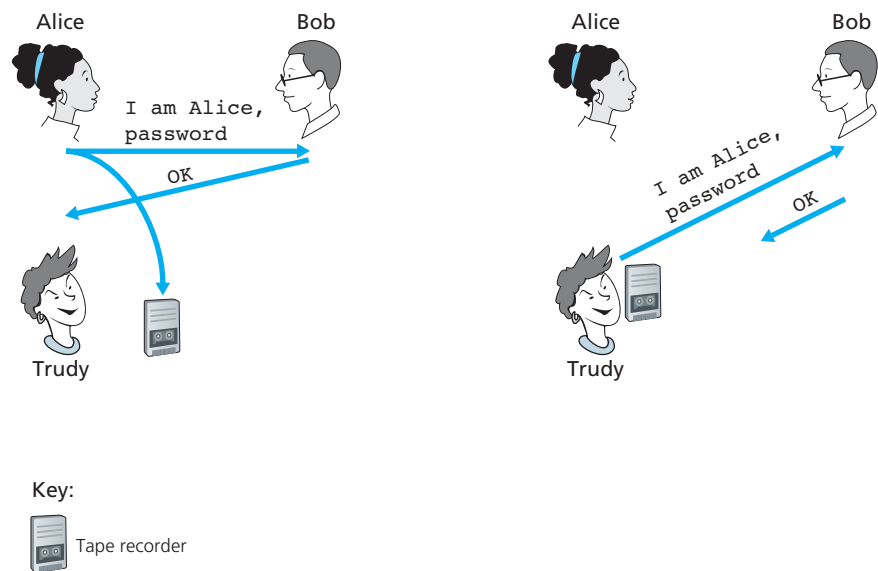 Alice
Bob
I am Alice,
password
OK
Trudy
Alice
Bob
I am Alice,
password
OK
Trudy
Key:
Tape recorder